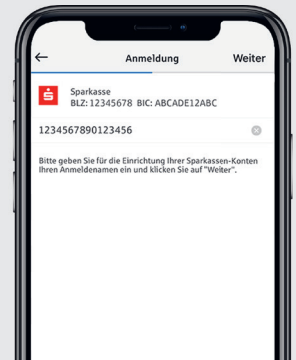 Anmeldung Weiter
Sparkasse
BLZ: 12345678 BIC: ABCADE12ABC
1234567890123456
Bitte geben Sie für die Einrichtung Ihrer Sparkassen-Konten
Ihren Anmeldenamen ein und klicken Sie auf "Weiter".